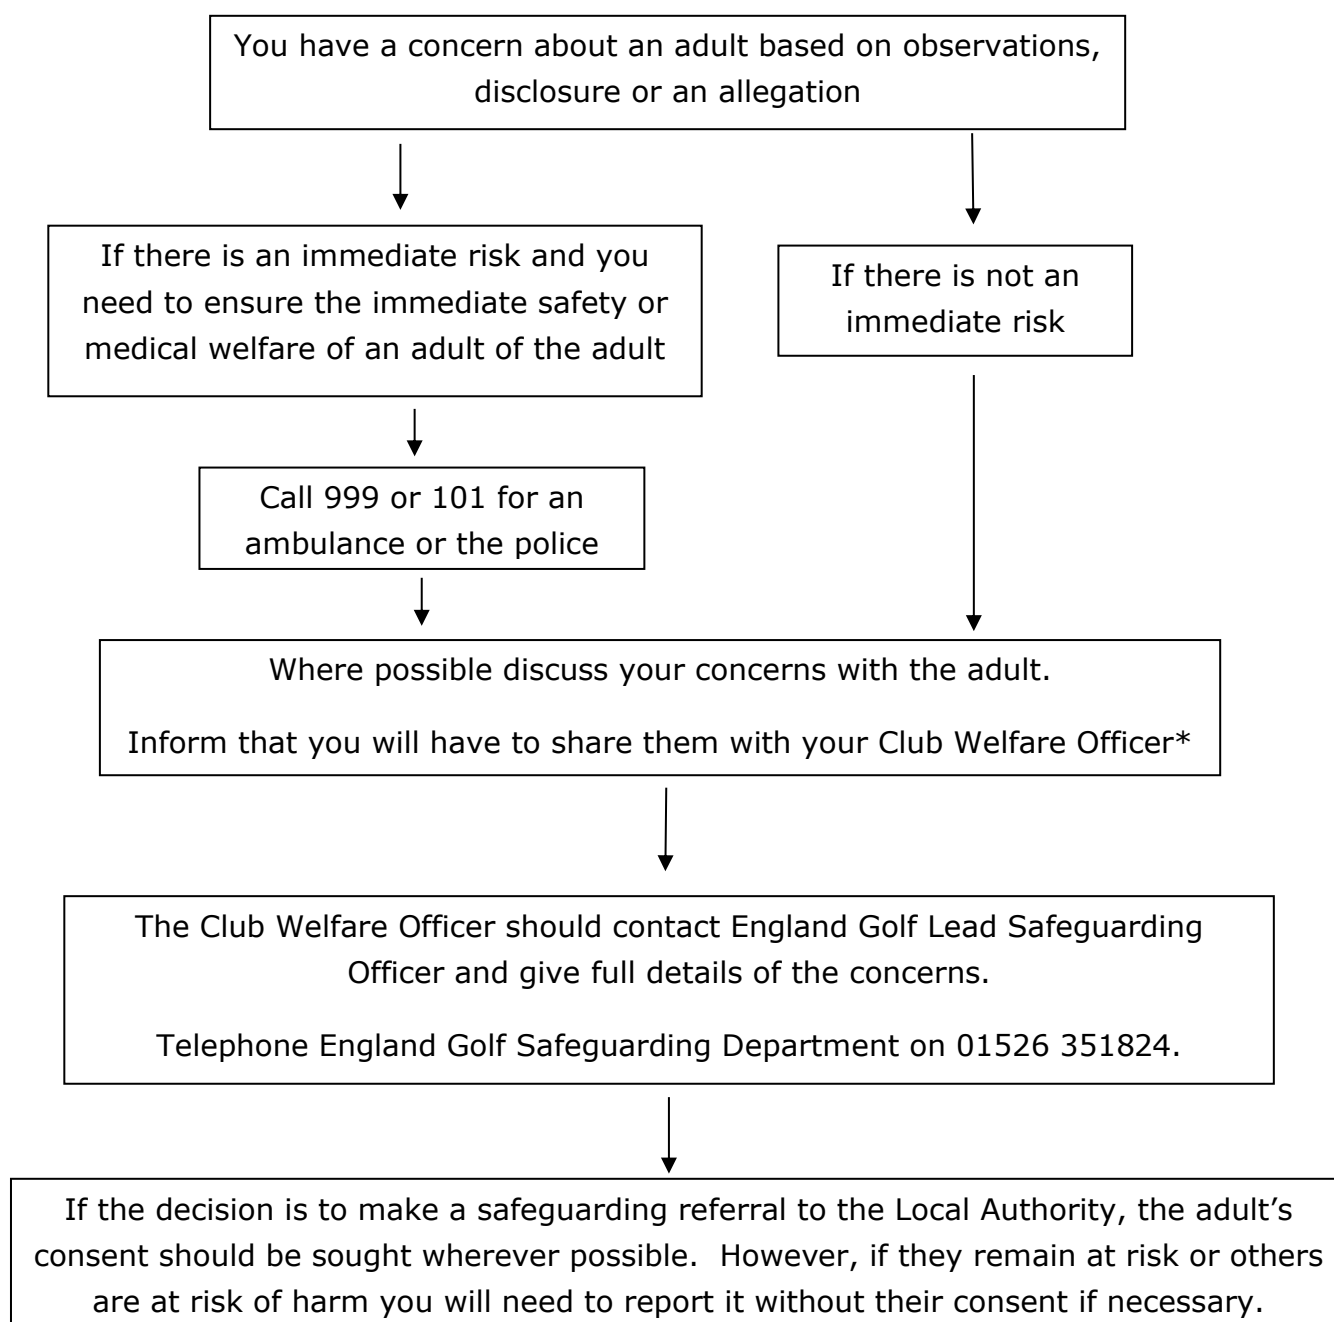 You have a concern about an adult based on observations,
disclosure or an allegation
If there is an immediate risk and you
need to ensure the immediate safety or
medical welfare of an adult of the adult
If there is not an
immediate risk
Call 999 or 101 for an
ambulance or the police
Where possible discuss your concerns with the adult.
Inform that you will have to share them with your Club Welfare Officer*
The Club Welfare Officer should contact England Golf Lead Safeguarding
Officer and give full details of the concerns.
Telephone England Golf Safeguarding Department on 01526 351824.
If the decision is to make a safeguarding referral to the Local Authority, the adult’s
consent should be sought wherever possible.  However, if they remain at risk or others
are at risk of harm you will need to report it without their consent if necessary.